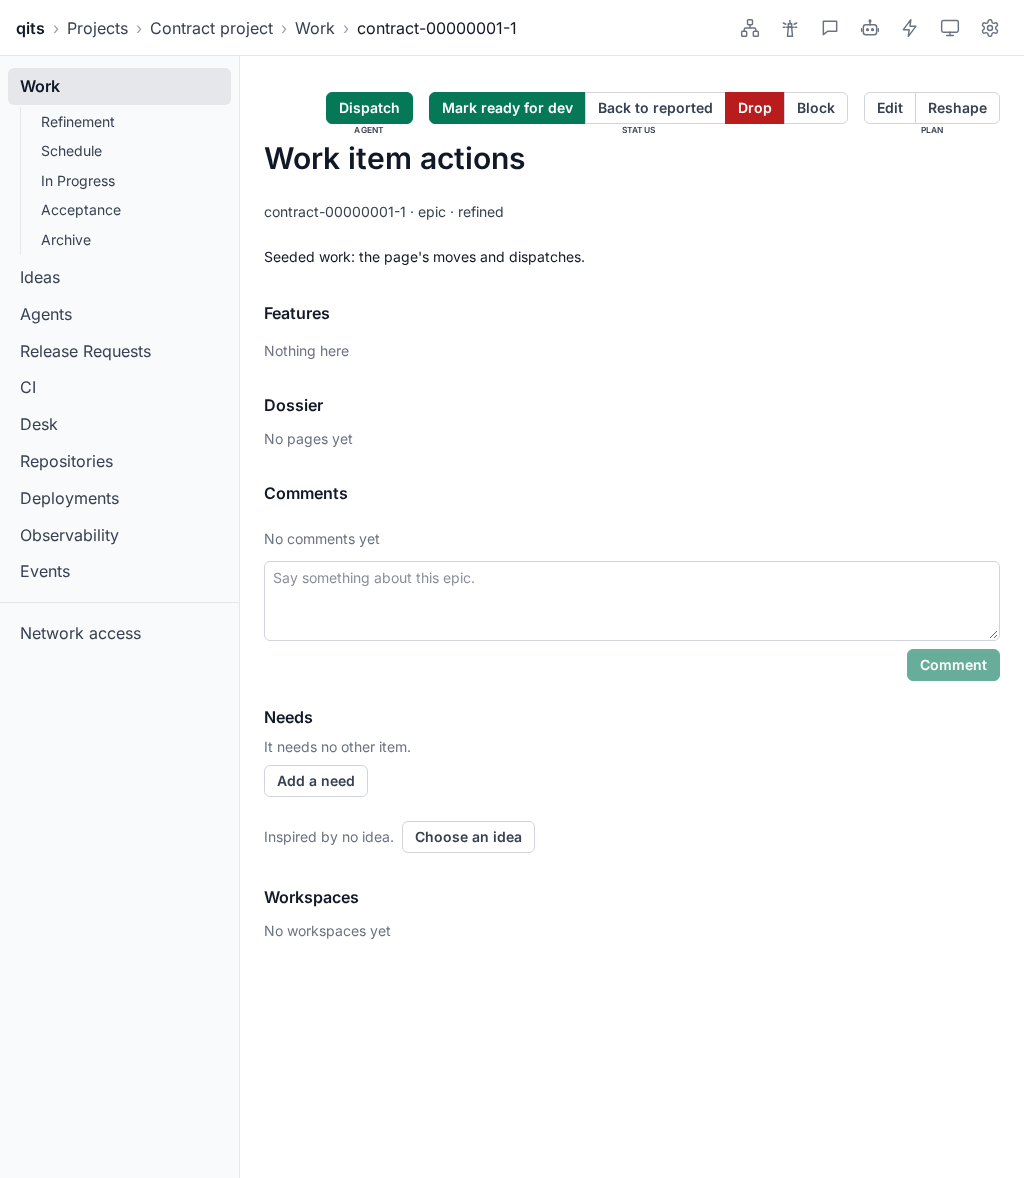 qits › Projects › Contract project › Work › contract-00000001-1
Work
Refinement
Schedule
In Progress
Acceptance
Archive
Ideas
Agents
Release Requests
CI
Desk
Repositories
Deployments
Observability
Events
Network access
Dispatch
AGENT
Mark ready for dev Back to reported Drop Block
STATUS
Edit Reshape
PLAN
Work item actions
contract-00000001-1 · epic · refined
Seeded work: the page's moves and dispatches.
Features
Nothing here
Dossier
No pages yet
Comments
No comments yet
Say something about this epic.
Comment
Needs
It needs no other item.
Add a need
Inspired by no idea. Choose an idea
Workspaces
No workspaces yet